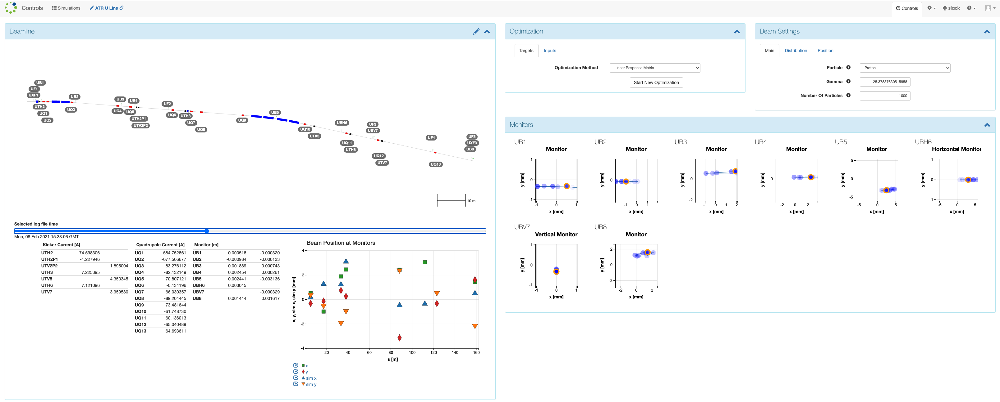 Controls Simulations ATR U Line Controls slack
Beamline
UB1
UF1
UXF1
UTH2
UQ1
UQ2
UB2
UQ3
UB3 UB4
UQ4 UQ5
UTH2P1
UTV2P2
UF2
UQ6 UTH3
UQ7
UQ8
UB5
UQ9
UQ10
UTV5
UBH6
UQ11
UTH6
UF3
UBV7
UQ12
UTV7
UF4
UQ13
UF5
UXF3
UB8
10 m
Selected log file time
Mon, 08 Feb 2021 15:33:06 GMT
Kicker Current [A]
UTH2 74.598306
UTH2P1 -1.227946
UTV2P2 1.895004
UTH3 7.225395
UTV5 4.350345
UTH6 7.121096
UTV7 3.959580
Quadrupole Current [A]
UQ1 584.752861
UQ2 -677.566677
UQ3 83.276112
UQ4 -82.132149
UQ5 70.807121
UQ6 -0.134196
UQ7 66.030357
UQ8 -89.204445
UQ9 73.481644
UQ10 -61.748730
UQ11 60.136013
UQ12 -65.040489
UQ13 64.693611
Monitor [m]
UB1 0.000518 -0.000320
UB2 -0.000984 -0.000133
UB3 0.001889 0.000743
UB4 0.002454 0.000261
UB5 0.002441 -0.003136
UBH6 0.003045
UBV7 -0.000329
UB8 0.001444 0.001617
Beam Position at Monitors
x, y, sim x, sim y [mm]
4
2
0
-2
-4
20 40 60 80 100 120 140 160
s [m]
x
y
sim x
sim y
Optimization
Targets Inputs
Optimization Method Linear Response Matrix
Start New Optimization
Beam Settings
Main Distribution Position
Particle Proton
Gamma 25.37837630515958
Number Of Particles 1000
Monitors
UB1
Monitor
y [mm]
1
0
-1
-1 0 1
x [mm]
UB2
Monitor
y [mm]
0
-1 0 1
x [mm]
UB3
Monitor
y [mm]
0
-2
-1 0 1 2
x [mm]
UB4
Monitor
y [mm]
0
-2 0 2
x [mm]
UB5
Monitor
y [mm]
5
0
-5
-5 0 5
x [mm]
UBH6
Horizontal Monitor
y [mm]
1
0
-1
-5 0 5
x [mm]
UBV7
Vertical Monitor
y [mm]
1
0
-1
-1 0 1
x [mm]
UB8
Monitor
y [mm]
2
0
-2
-2 0 2
x [mm]